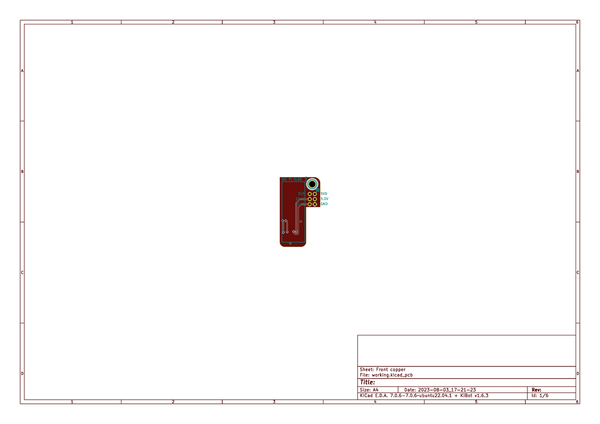 1 2 3 4 5 6
A A
B B
5V
GND
C C
D D
Sheet: Front copper
File: working.kicad_pcb
Title:
Size: A4 Date: 2023-08-03_17-21-23 Rev:
KiCad E.D.A. 7.0.6-7.0.6~ubuntu22.04.1 + KiBot v1.6.3 Id: 1/6
1 2 3 4 5 6